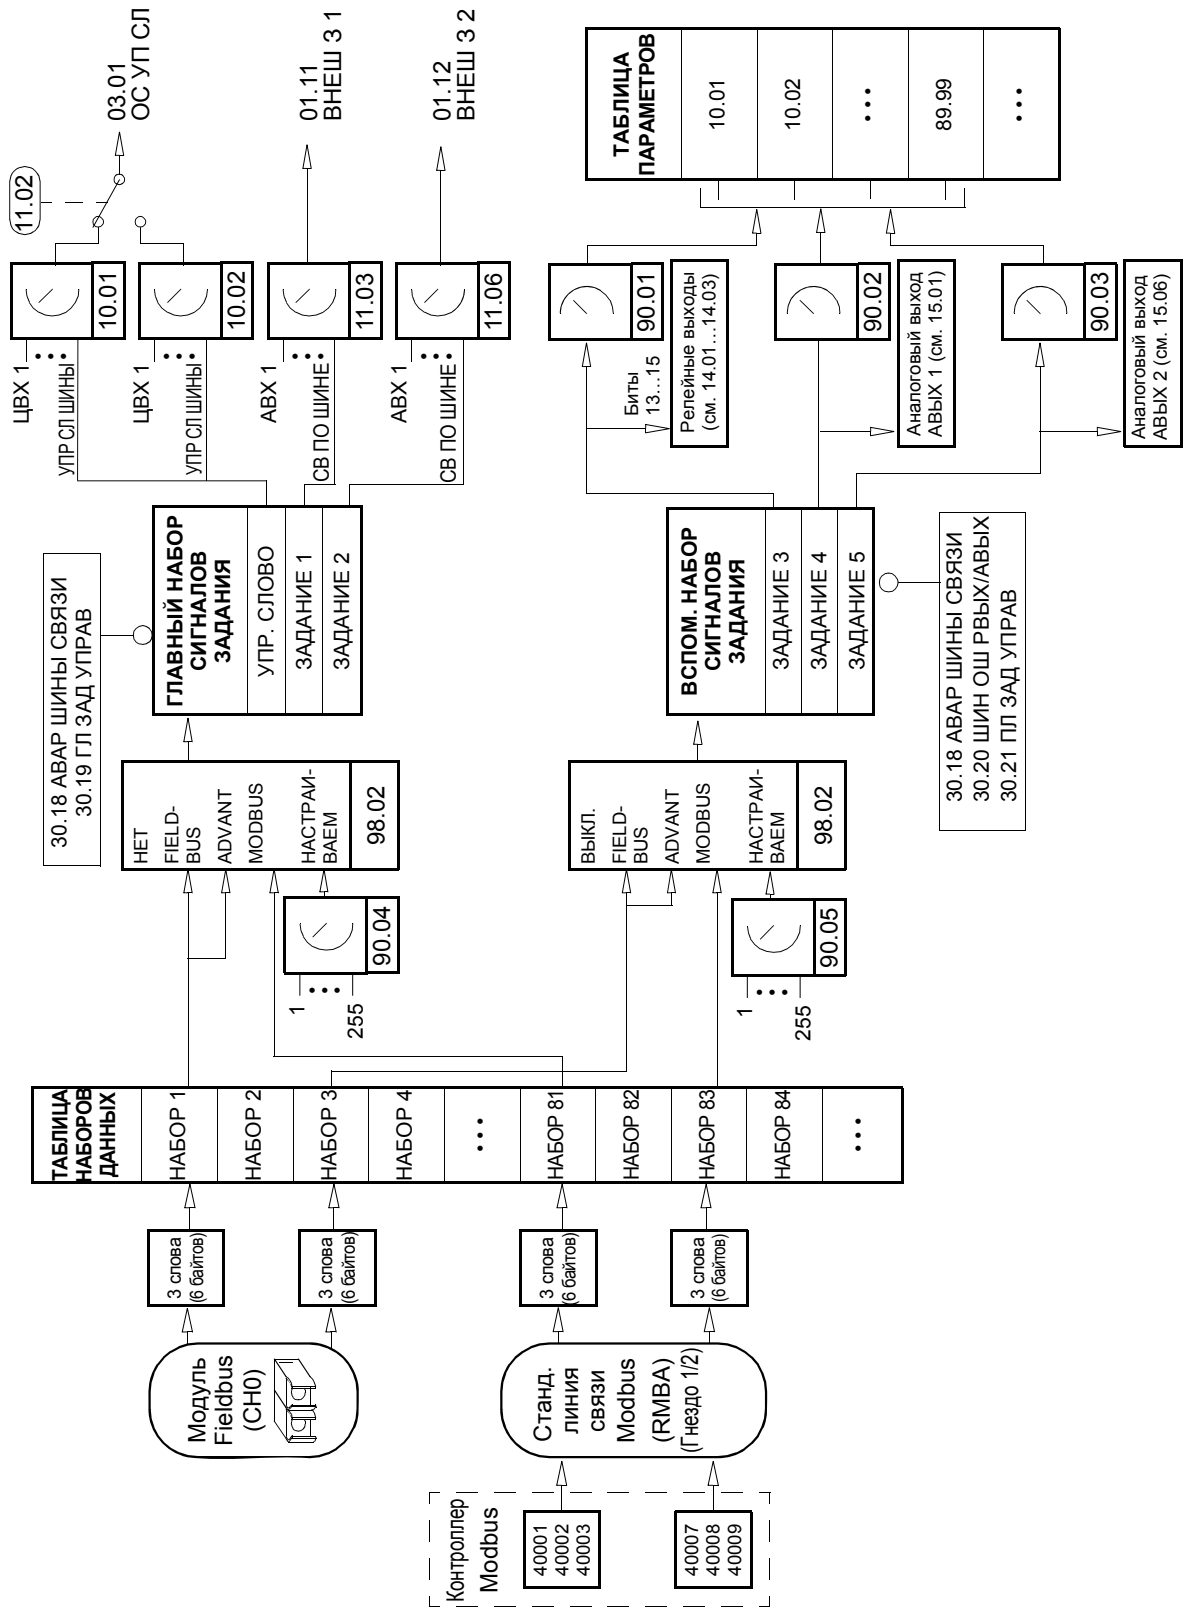 Контроллер
Modbus
40001
40002
40003
40007
40008
40009
Модуль
Fieldbus
(CH0)
Станд.
линия
связи
Modbus
(RMBA)
(Гнездо 1/2)
3 слова
(6 байтов)
3 слова
(6 байтов)
3 слова
(6 байтов)
3 слова
(6 байтов)
ТАБЛИЦА
НАБОРОВ
ДАННЫХ
НАБОР 1
НАБОР 2
НАБОР 3
НАБОР 4
•••
НАБОР 81
НАБОР 82
НАБОР 83
НАБОР 84
•••
1
•••
255
90.04
1
•••
255
90.05
НЕТ
FIELD-
BUS
ADVANT
MODBUS
НАСТРАИ-
ВАЕМ
98.02
ВЫКЛ.
FIELD-
BUS
ADVANT
MODBUS
НАСТРАИ-
ВАЕМ
98.02
30.18 АВАР ШИНЫ СВЯЗИ
30.19 ГЛ ЗАД УПРАВ
ГЛАВНЫЙ НАБОР
СИГНАЛОВ
ЗАДАНИЯ
УПР. СЛОВО
ЗАДАНИЕ 1
ЗАДАНИЕ 2
ВСПОМ. НАБОР
СИГНАЛОВ
ЗАДАНИЯ
ЗАДАНИЕ 3
ЗАДАНИЕ 4
ЗАДАНИЕ 5
30.18 АВАР ШИНЫ СВЯЗИ
30.20 ШИН ОШ РВЫХ/АВЫХ
30.21 ПЛ ЗАД УПРАВ
ЦВХ 1
•••
УПР СЛ ШИНЫ
10.01
ЦВХ 1
•••
УПР СЛ ШИНЫ
10.02
АВХ 1
•••
СВ ПО ШИНЕ
11.03
АВХ 1
•••
СВ ПО ШИНЕ
11.06
11.02
03.01
ОС УП СЛ
01.11
ВНЕШ З 1
01.12
ВНЕШ З 2
Биты
13...15
90.01
Релейные выходы
(см. 14.01...14.03)
90.02
Аналоговый выход
АВЫХ 1 (см. 15.01)
90.03
Аналоговый выход
АВЫХ 2 (см. 15.06)
ТАБЛИЦА
ПАРАМЕТРОВ
10.01
10.02
•••
89.99
•••